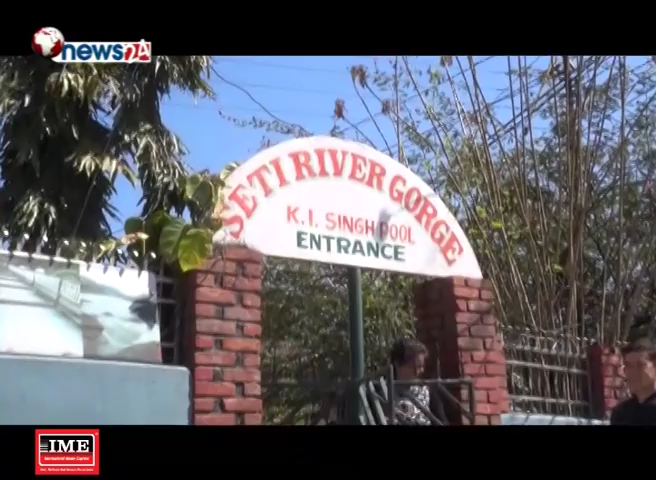 news24
SETI RIVER GORGE
K.I. SINGH POOL
ENTRANCE
IME